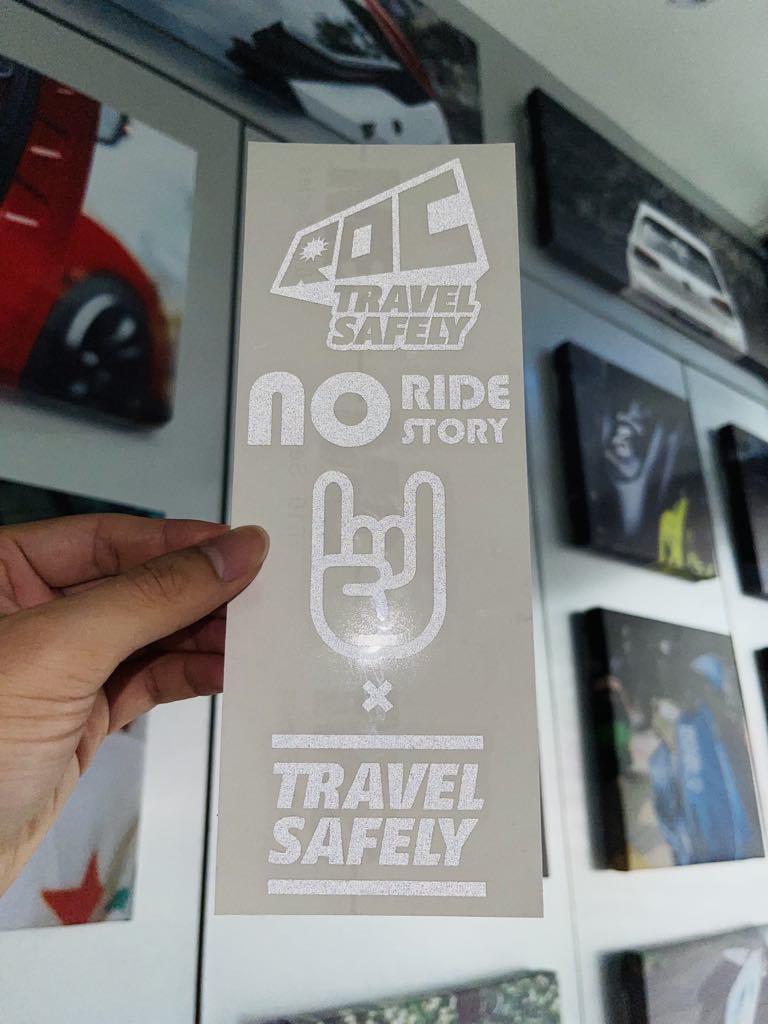 ROC
TRAVEL
SAFELY
no RIDE
STORY
×
TRAVEL
SAFELY